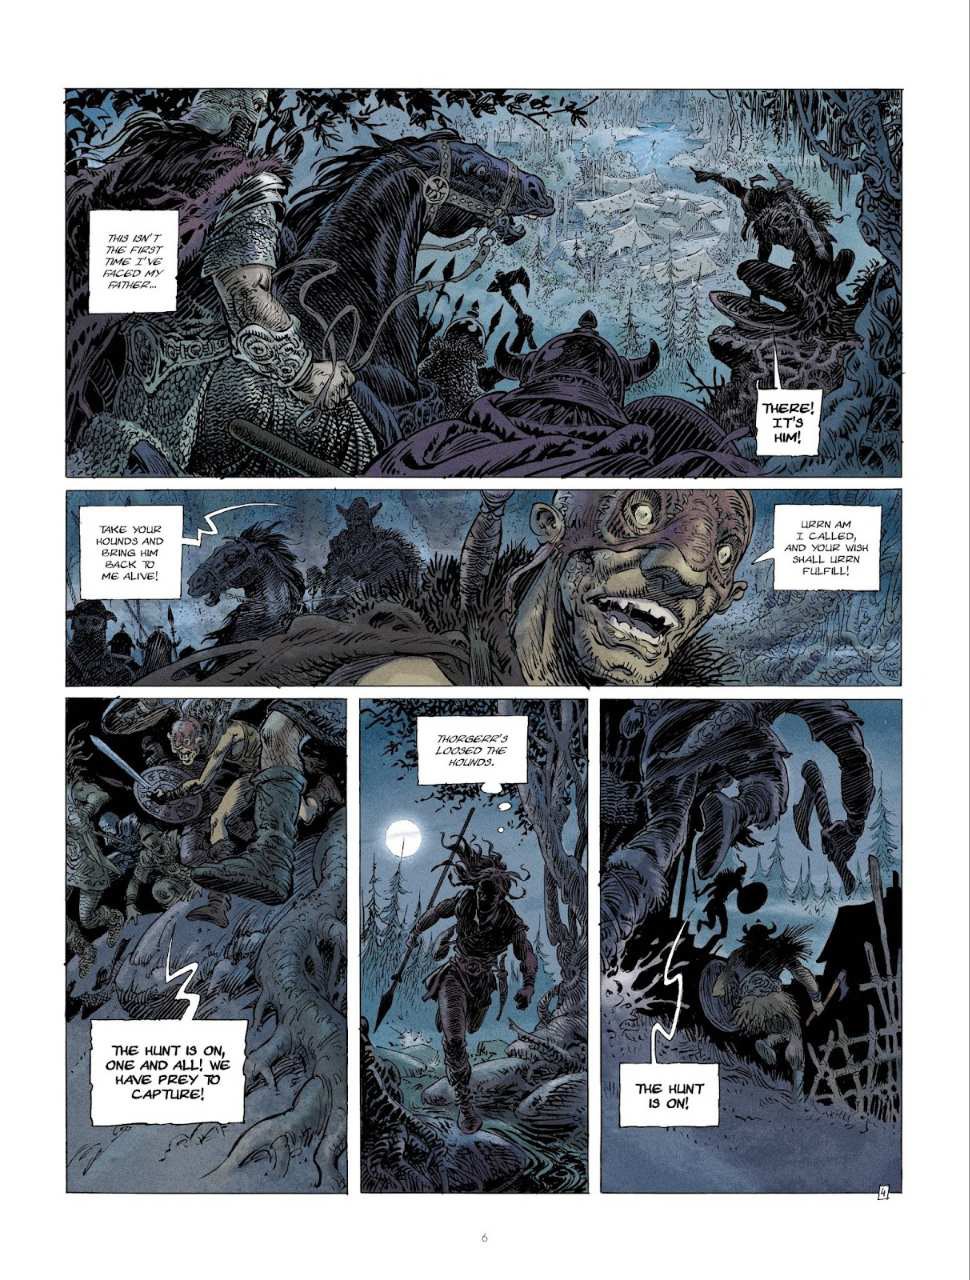 THIS ISN'T
THE FIRST
TIME I'VE
FACED MY
FATHER...
THERE!
IT'S
HIM!
TAKE YOUR
HOUNDS AND
BRING HIM
BACK TO
ME ALIVE!
URRN AM
I CALLED,
AND YOUR WISH
SHALL URRN
FULFILL!
THE HUNT IS ON,
ONE AND ALL! WE
HAVE PREY TO
CAPTURE!
THORGERR'S
LOOSED THE
HOUNDS.
THE HUNT
IS ON!
4
6